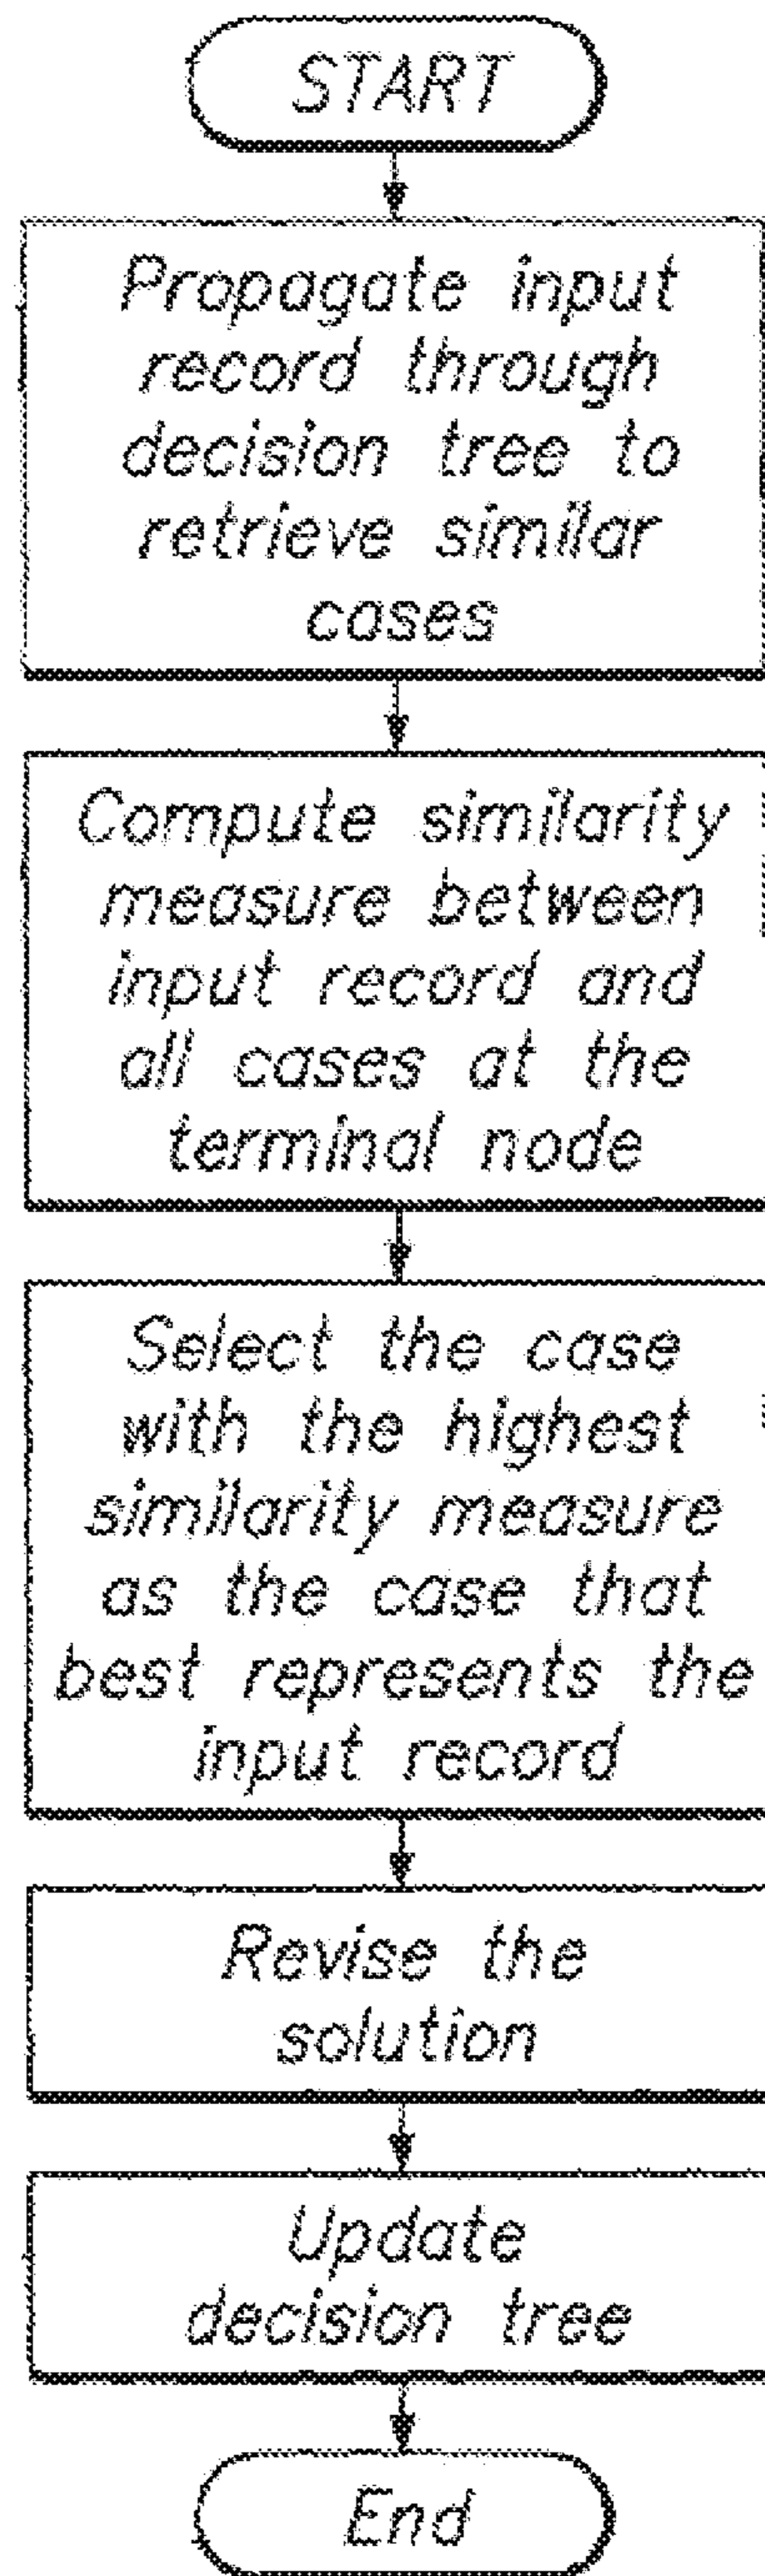 START
Propagate input
record through
decision tree to
retrieve similar
cases
Compute similarity
measure between
input record and
all cases at the
terminal node
Select the case
with the highest
similarity measure
as the case that
best represents the
input record
Revise the
solution
Update
decision tree
End